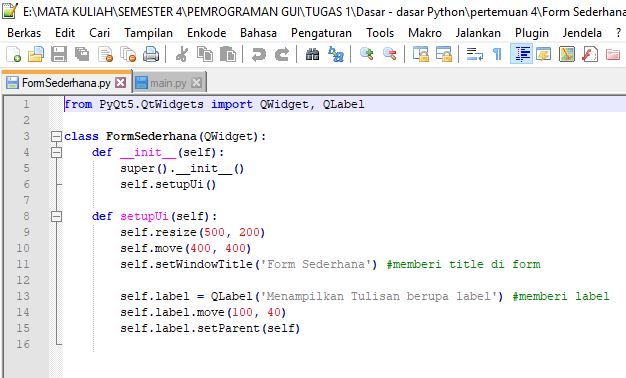 E:\MATA KULIAH\SEMESTER 4\PEMROGRAMAN GUI\TUGAS 1\Dasar - dasar Python\pertemuan 4\Form Sederhana
Berkas Edit Cari Tampilan Enkode Bahasa Pengaturan Tools Makro Jalankan Plugin Jendela ?
FormSederhana.py main.py
1 from PyQt5.QtWidgets import QWidget, QLabel
2
3 class FormSederhana(QWidget):
4 def __init__(self):
5 super().__init__()
6 self.setupUi()
7
8 def setupUi(self):
9 self.resize(500, 200)
10 self.move(400, 400)
11 self.setWindowTitle('Form Sederhana') #memberi title di form
12
13 self.label = QLabel('Menampilkan Tulisan berupa label') #memberi label
14 self.label.move(100, 40)
15 self.label.setParent(self)
16